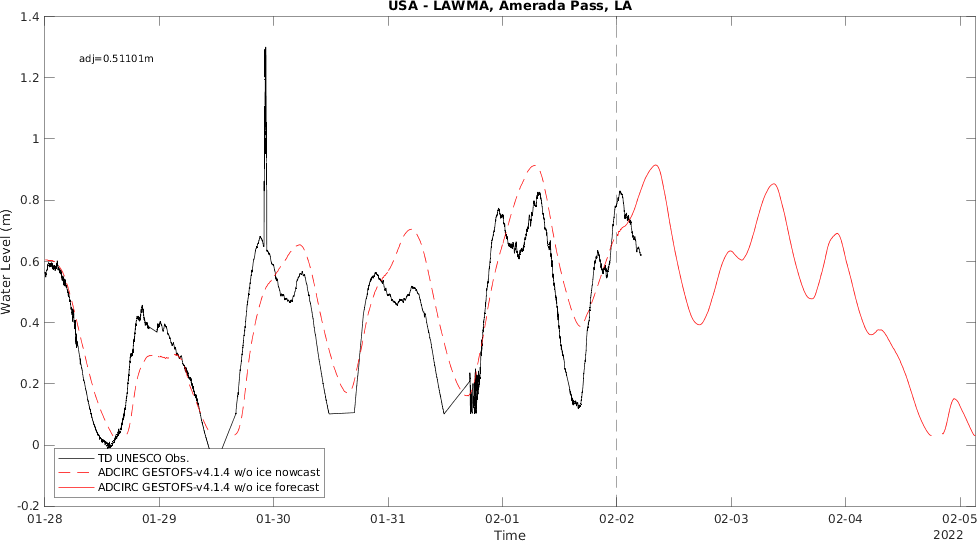 USA - LAWMA, Amerada Pass, LA
adj=0.51101m
1.4
1.2
1
0.8
0.6
0.4
0.2
0
-0.2
Water Level (m)
TD UNESCO Obs.
ADCIRC GESTOFS-v4.1.4 w/o ice nowcast
ADCIRC GESTOFS-v4.1.4 w/o ice forecast
01-28
01-29
01-30
01-31
02-01
02-02
02-03
02-04
02-05
Time
2022